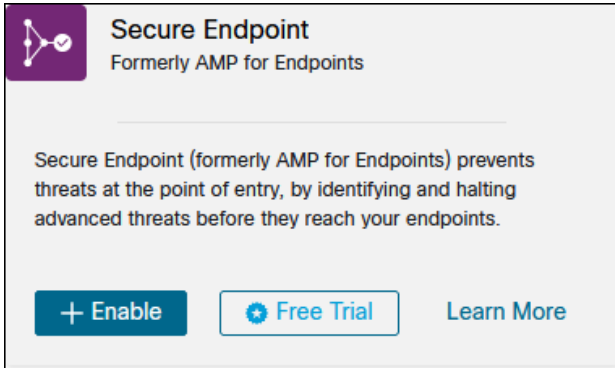 Secure Endpoint
Formerly AMP for Endpoints
Secure Endpoint (formerly AMP for Endpoints) prevents
threats at the point of entry, by identifying and halting
advanced threats before they reach your endpoints.
+ Enable
Free Trial
Learn More